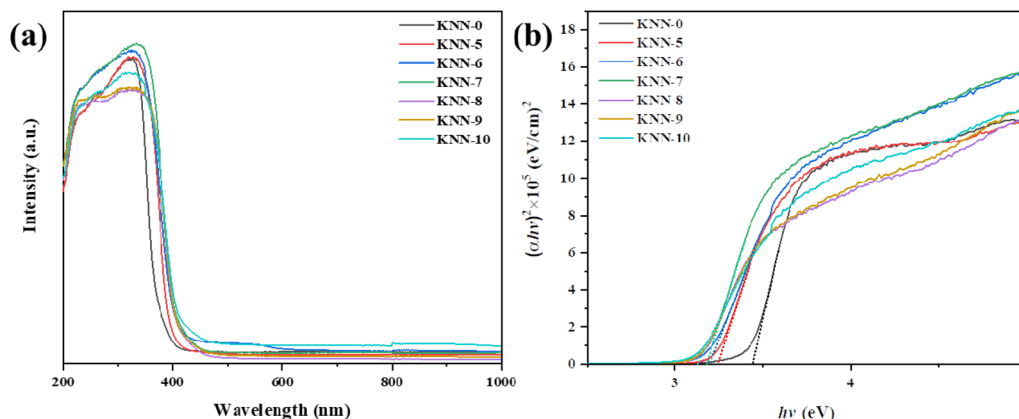 (a)
KNN-0
KNN-5
KNN-6
KNN-7
KNN-8
KNN-9
KNN-10
Intensity (a.u.)
200 400 600 800 1000
Wavelength (nm)
(b)
KNN-0
KNN-5
KNN-6
KNN-7
KNN-8
KNN-9
KNN-10
(αhν)²×10⁵ (eV/cm)²
18
16
14
12
10
8
6
4
2
0
3 4
hν (eV)